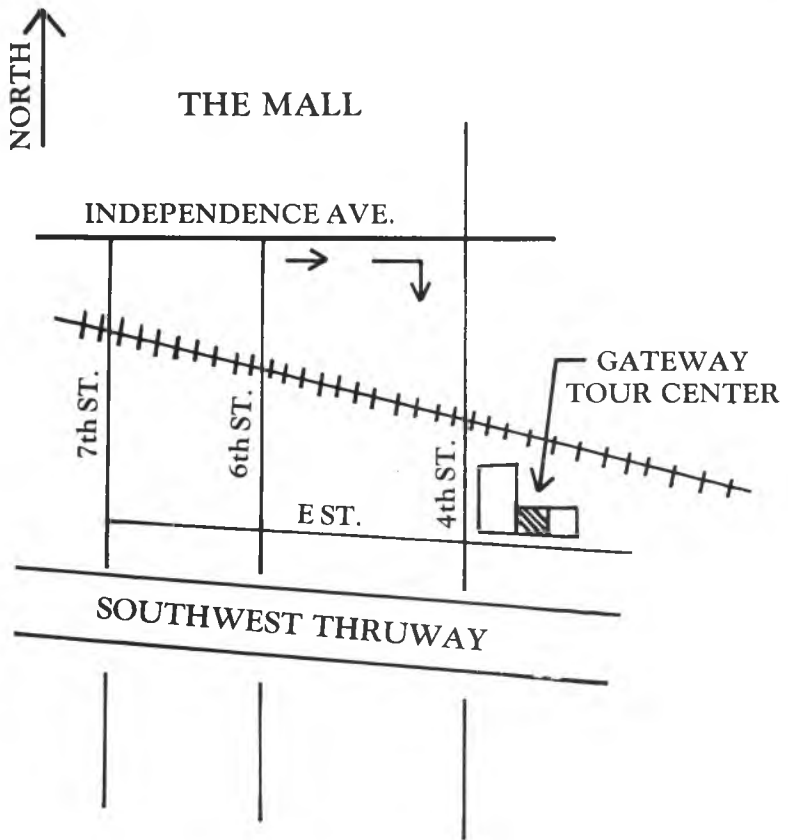 NORTH
THE MALL
INDEPENDENCE AVE.
7th ST.
6th ST.
4th ST.
GATEWAY
TOUR CENTER
E ST.
SOUTHWEST THRUWAY